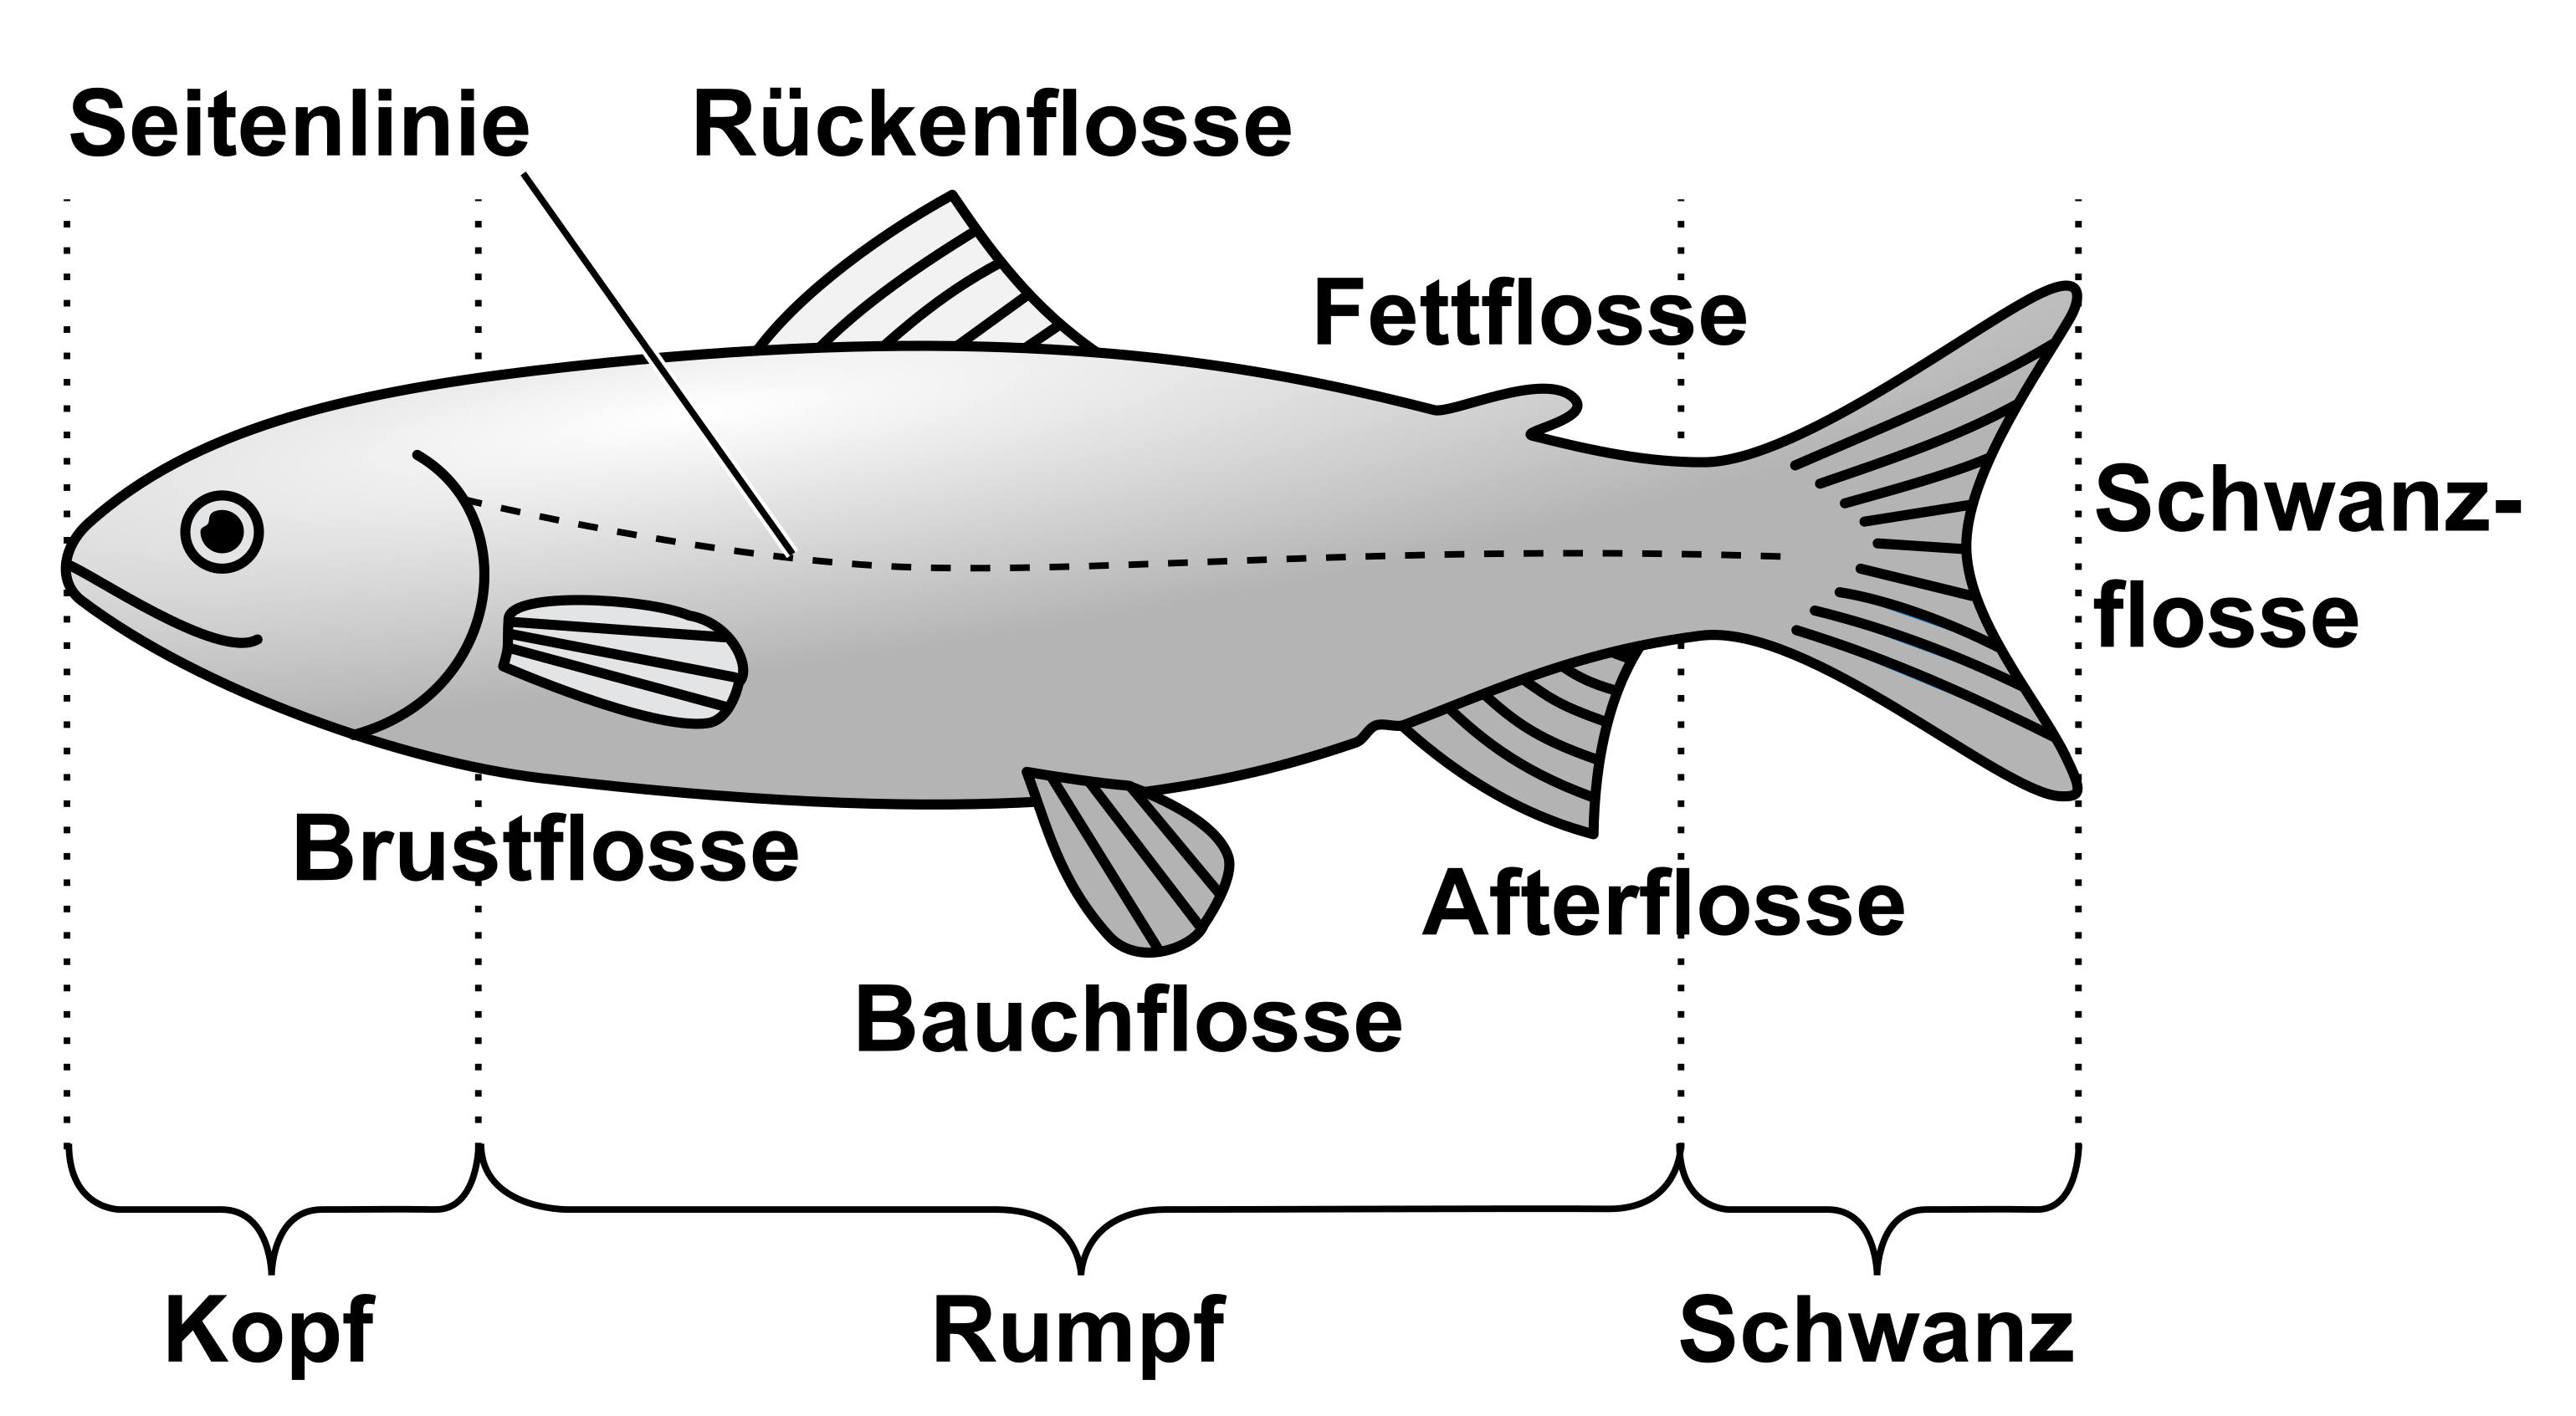 Seitenlinie
Rückenflosse
Fettflosse
Schwanz-
flosse
Brustflosse
Afterflosse
Bauchflosse
Kopf
Rumpf
Schwanz